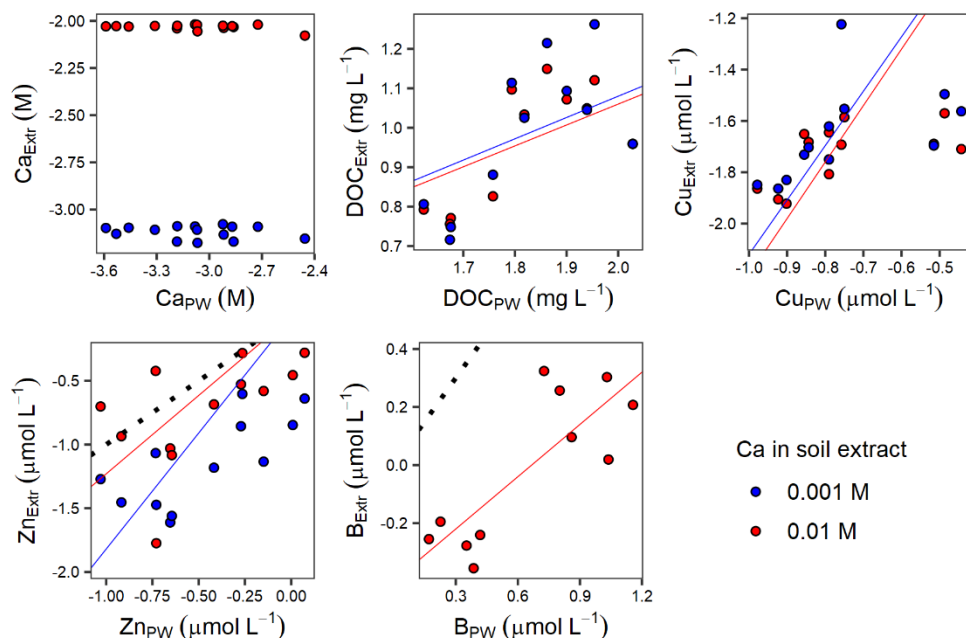 Ca_Extr (M)
-2.00
-2.25
-2.50
-2.75
-3.00
-3.6 -3.3 -3.0 -2.7 -2.4
Ca_PW (M)
DOC_Extr (mg L⁻¹)
1.2
1.1
1.0
0.9
0.8
0.7
1.7 1.8 1.9 2.0
DOC_PW (mg L⁻¹)
Cu_Extr (μmol L⁻¹)
-1.2
-1.4
-1.6
-1.8
-2.0
-1.0 -0.9 -0.8 -0.7 -0.6 -0.5
Cu_PW (μmol L⁻¹)
Zn_Extr (μmol L⁻¹)
-0.5
-1.0
-1.5
-2.0
-1.00 -0.75 -0.50 -0.25 0.00
Zn_PW (μmol L⁻¹)
B_Extr (μmol L⁻¹)
0.4
0.2
0.0
-0.2
0.3 0.6 0.9 1.2
B_PW (μmol L⁻¹)
Ca in soil extract
0.001 M
0.01 M